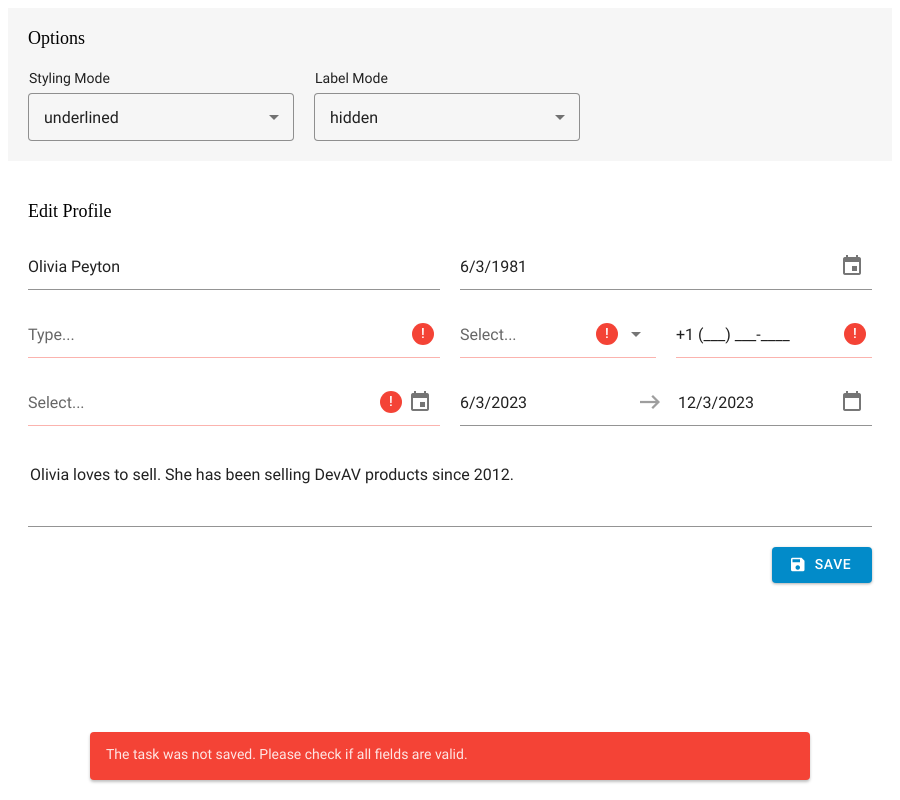 Options
Styling Mode Label Mode
underlined hidden
Edit Profile
Olivia Peyton 6/3/1981
Type... ! Select... ! +1 (___) ___-____ !
Select... ! 6/3/2023 → 12/3/2023
Olivia loves to sell. She has been selling DevAV products since 2012.
SAVE
The task was not saved. Please check if all fields are valid.